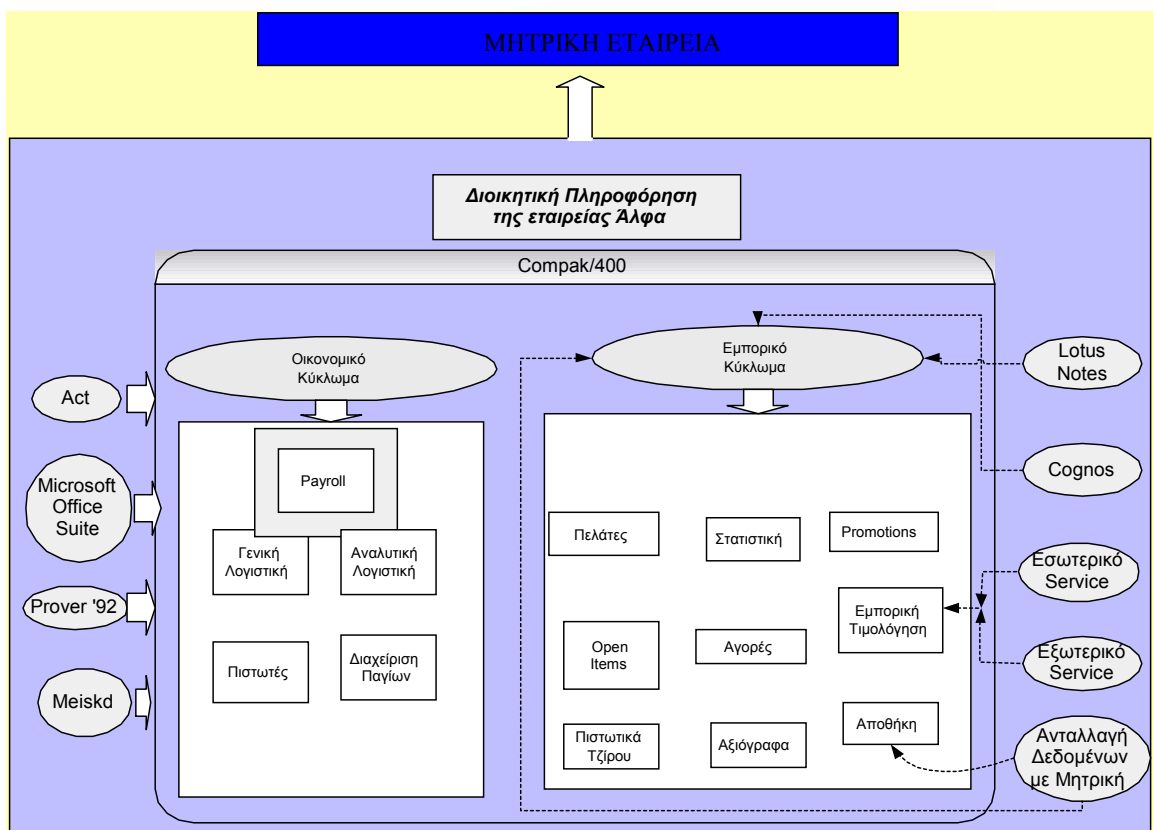 ΜΗΤΡΙΚΗ ΕΤΑΙΡΕΙΑ
Διοικητική Πληροφόρηση
της εταιρείας Άλφα
Compak/400
Οικονομικό
Κύκλωμα
Εμπορικό
Κύκλωμα
Act
Microsoft
Office
Suite
Prover '92
Meiskd
Payroll
Γενική
Λογιστική
Αναλυτική
Λογιστική
Πιστωτές
Διαχείριση
Παγίων
Πελάτες
Στατιστική
Promotions
Open
Items
Αγορές
Εμπορική
Τιμολόγηση
Πιστωτικά
Τζίρου
Αξιόγραφα
Αποθήκη
Lotus
Notes
Cognos
Εσωτερικό
Service
Εξωτερικό
Service
Ανταλλαγή
Δεδομένων
με Μητρική